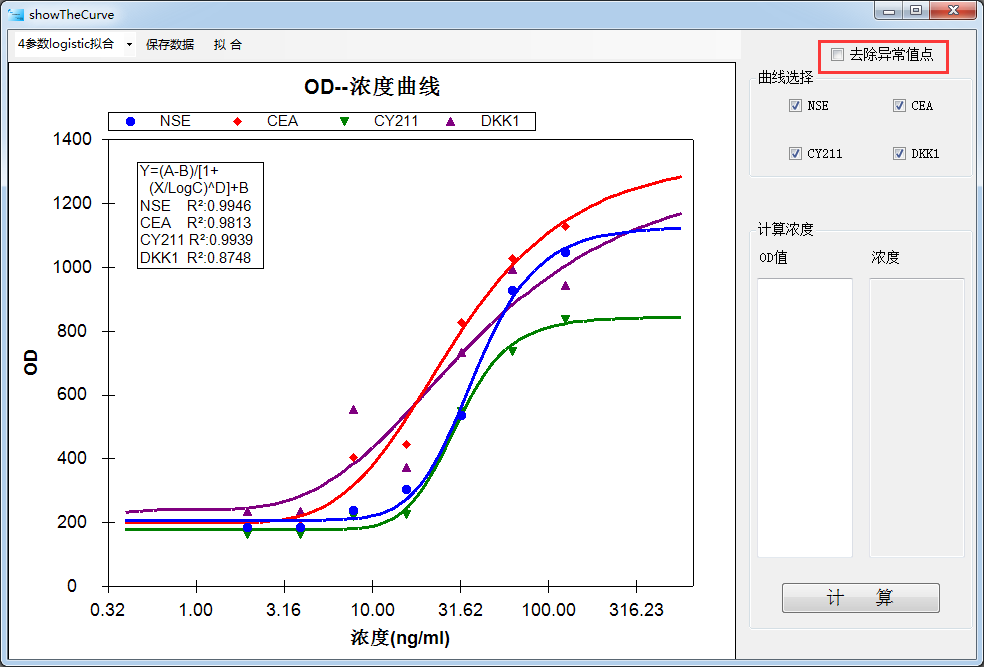 showTheCurve
4参数logistic拟合 保存数据 拟 合
去除异常值点
OD--浓度曲线
NSE CEA CY211 DKK1
1400
1200
1000
800
600
400
200
0
OD
Y=(A-B)/[1+
(X/LogC)^D]+B
NSE R²:0.9946
CEA R²:0.9813
CY211 R²:0.9939
DKK1 R²:0.8748
0.32 1.00 3.16 10.00 31.62 100.00 316.23
浓度(ng/ml)
曲线选择
NSE CEA
CY211 DKK1
计算浓度
OD值 浓度
计 算